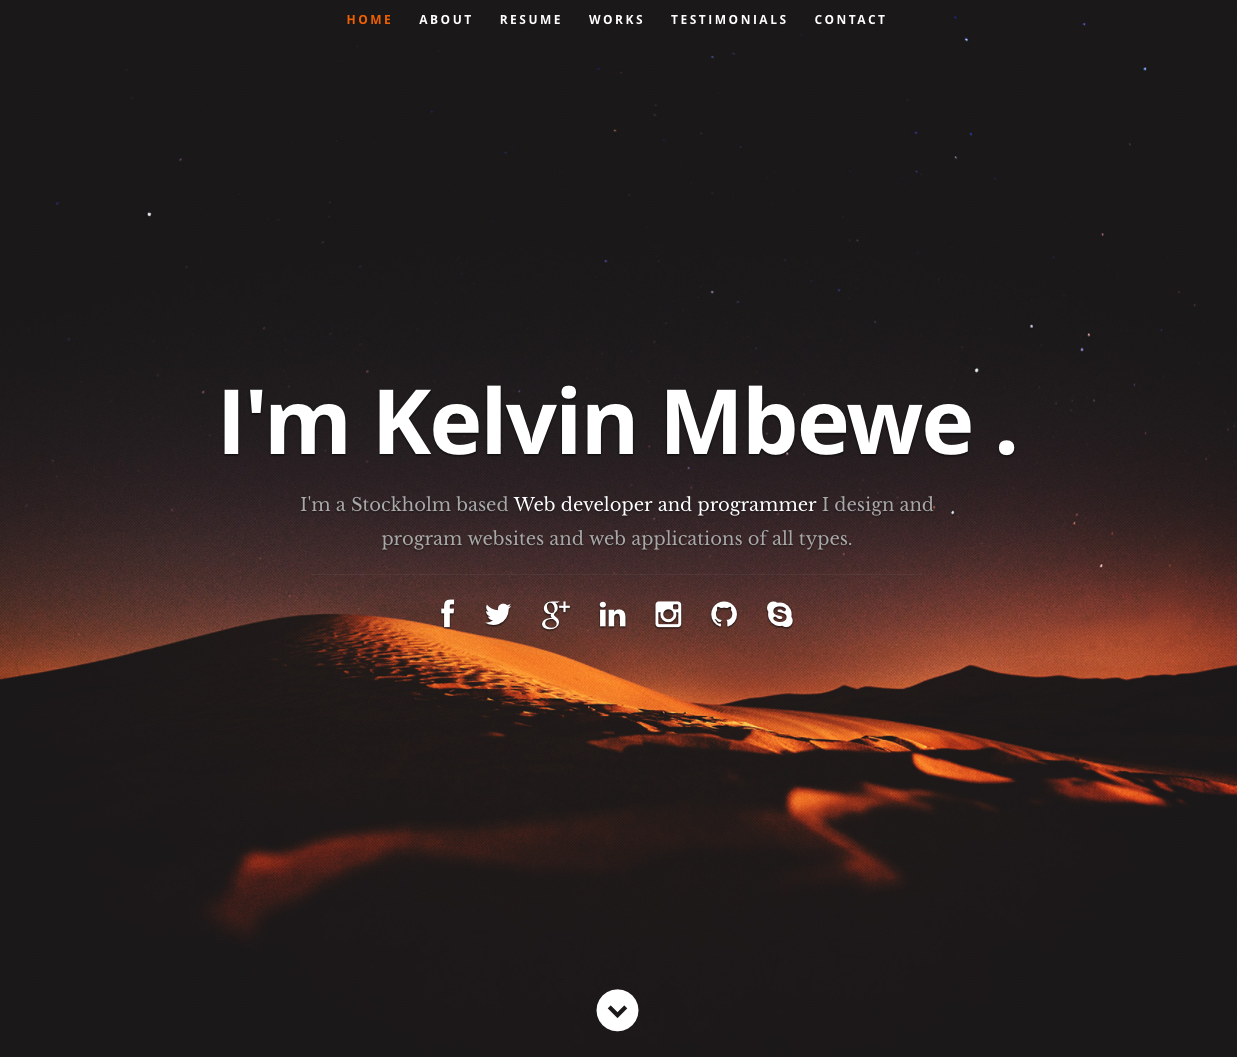 HOME ABOUT RESUME WORKS TESTIMONIALS CONTACT
I'm Kelvin Mbewe .
I'm a Stockholm based Web developer and programmer I design and
program websites and web applications of all types.